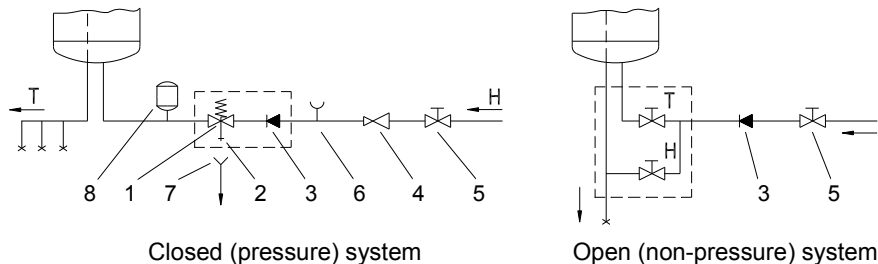 T
H
8 1 7 2 3 6 4 5
Closed (pressure) system
T
H
3 5
Open (non-pressure) system